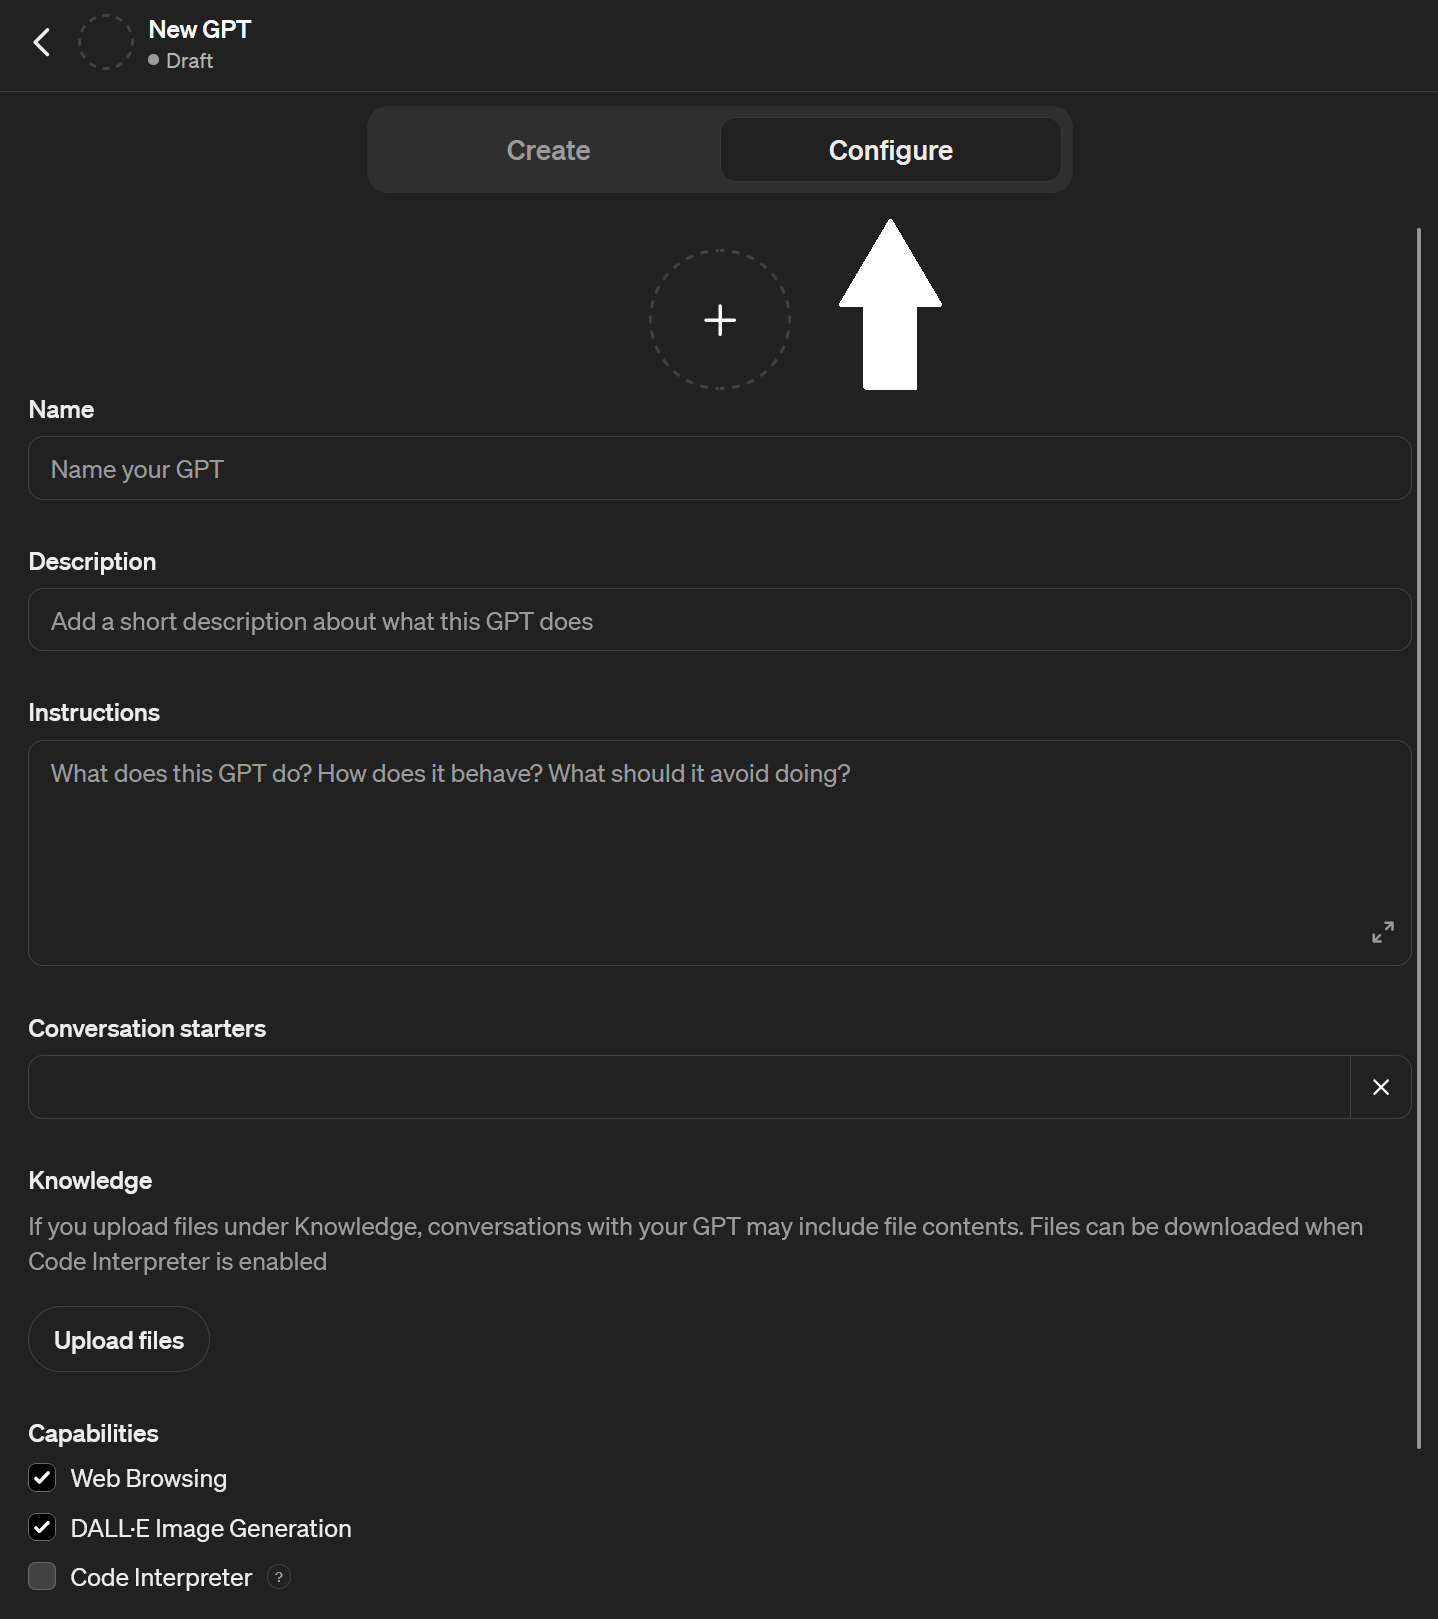 New GPT
Draft
Create
Configure
Name
Name your GPT
Description
Add a short description about what this GPT does
Instructions
What does this GPT do? How does it behave? What should it avoid doing?
Conversation starters
Knowledge
If you upload files under Knowledge, conversations with your GPT may include file contents. Files can be downloaded when
Code Interpreter is enabled
Upload files
Capabilities
Web Browsing
DALL·E Image Generation
Code Interpreter ?